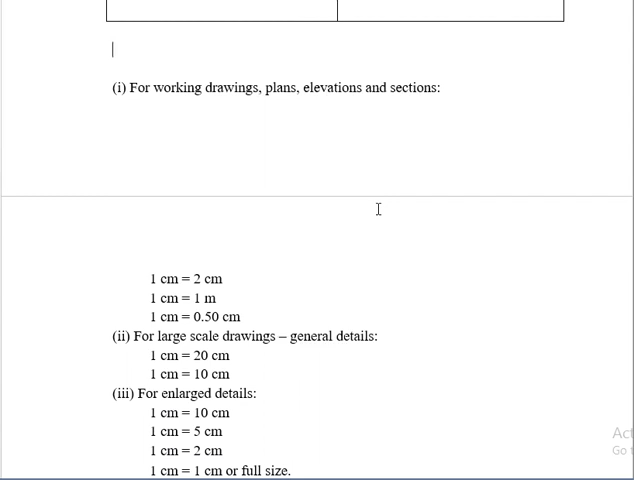 (i) For working drawings, plans, elevations and sections:
1 cm = 2 cm
1 cm = 1 m
1 cm = 0.50 cm
(ii) For large scale drawings – general details:
1 cm = 20 cm
1 cm = 10 cm
(iii) For enlarged details:
1 cm = 10 cm
Act
1 cm = 5 cm
Go t
1 cm = 2 cm
1 cm = 1 cm or full size.